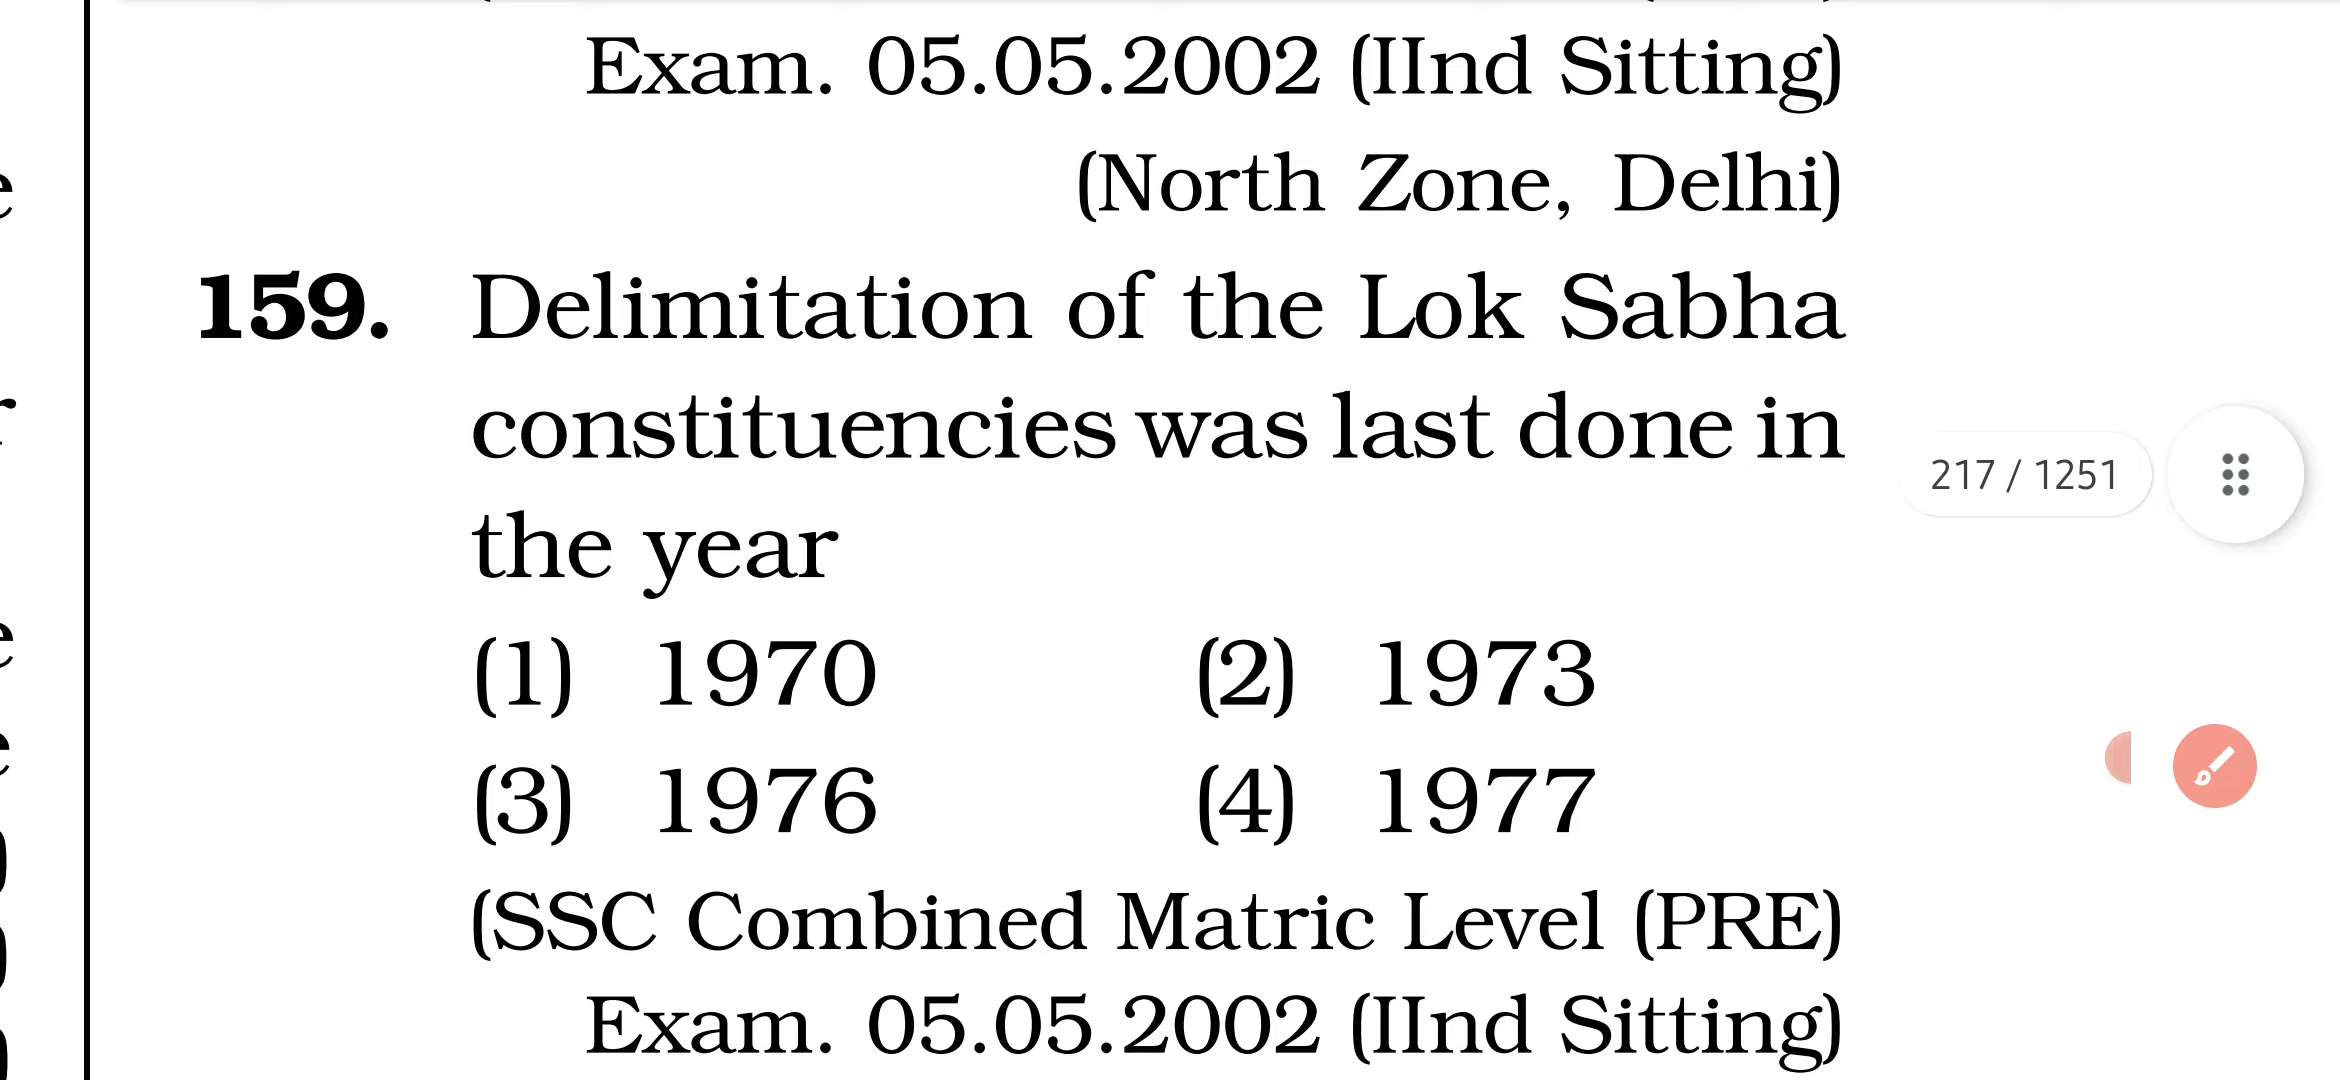 Exam. 05.05.2002 (IInd Sitting)
(North Zone, Delhi)
159. Delimitation of the Lok Sabha
constituencies was last done in
the year
217 / 1251
(1) 1970 (2) 1973
(3) 1976 (4) 1977
(SSC Combined Matric Level (PRE)
Exam. 05.05.2002 (IInd Sitting)